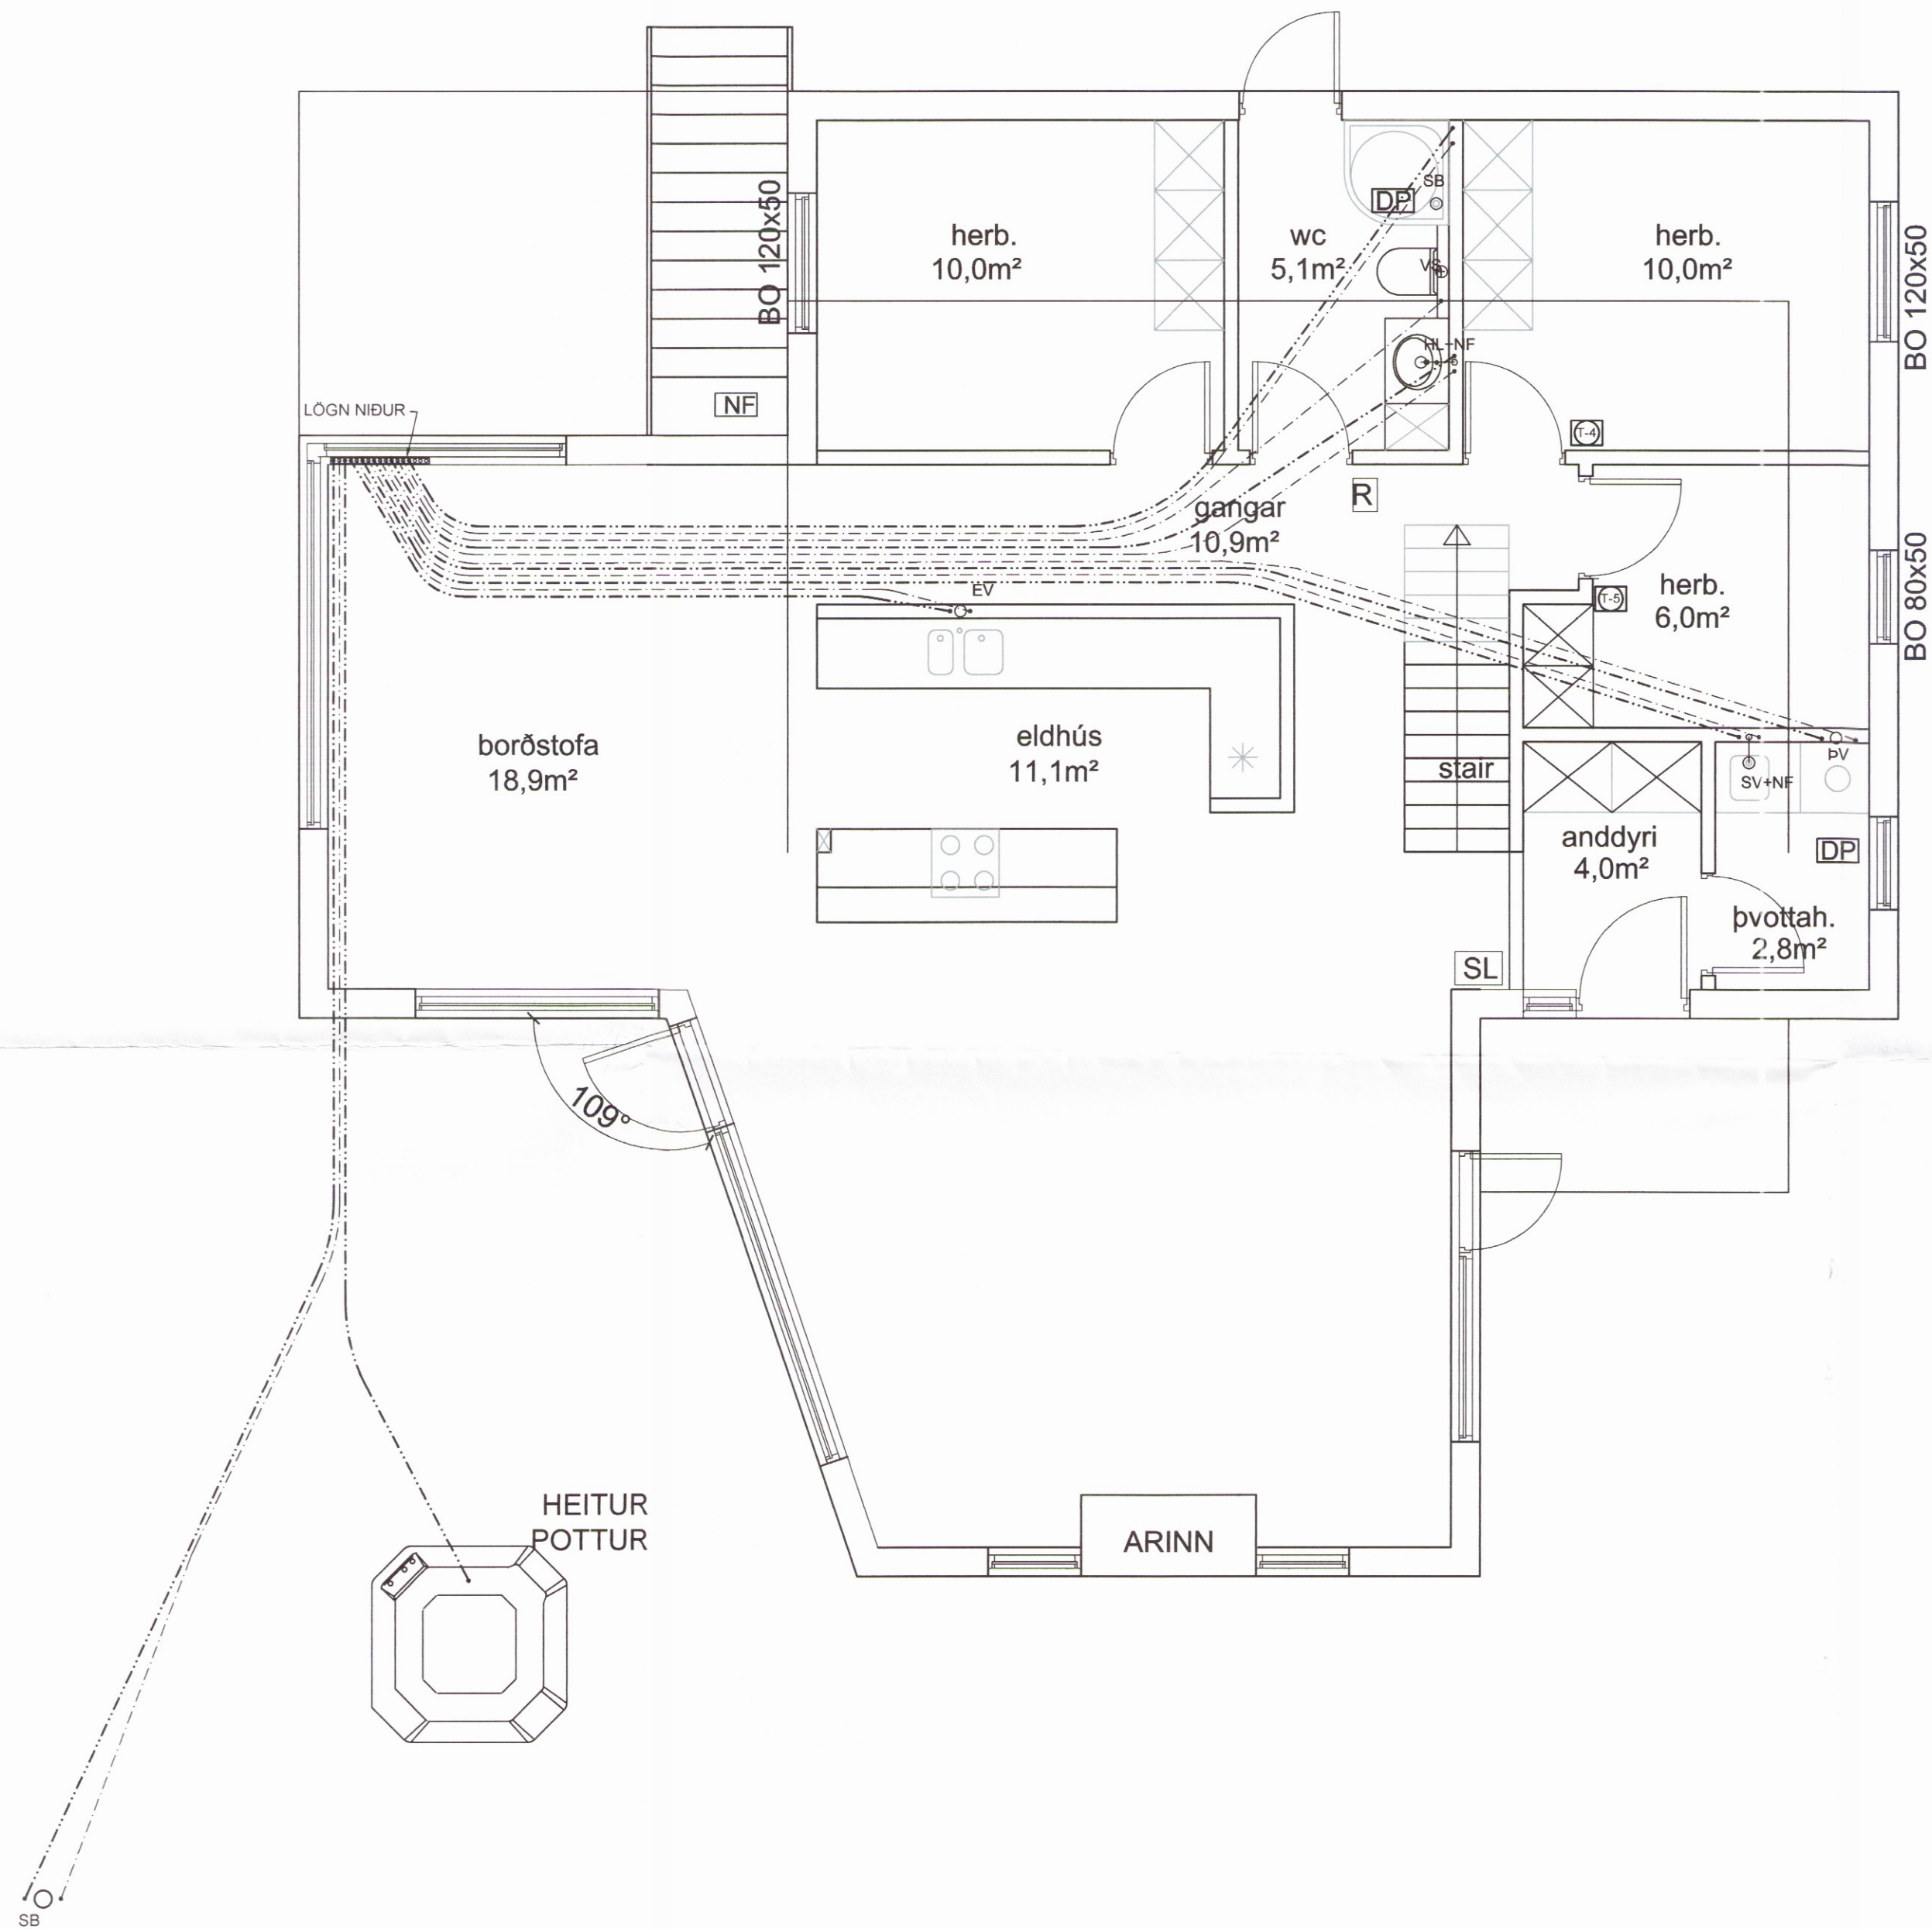 BO 120x50
herb.
10,0m²
wc
5,1m²
DP
SB
VS
HL+NF
herb.
10,0m²
BO 120x50
NF
LÖGN NIÐUR
T-4
R
gangar
10,9m²
herb.
6,0m²
T-5
BO 80x50
EV
borðstofa
18,9m²
eldhús
11,1m²
stair
ÞV
SV+NF
anddyri
4,0m²
DP
þvottah.
2,8m²
SL
109°
HEITUR
POTTUR
ARINN
SB